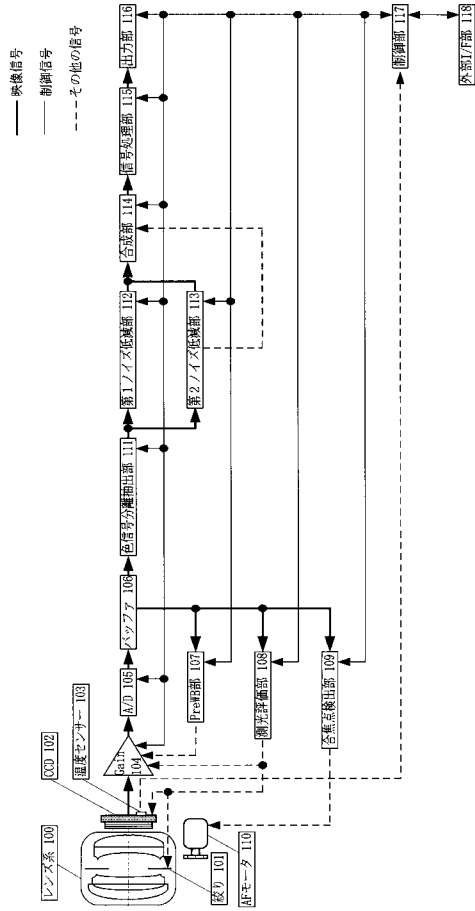 映像信号
制御信号
その他の信号
レンズ系 100
CCD 102
温度センサー 103
Gain
104
A/D 105
バッファ 106
色信号分離抽出部 111
第1ノイズ低減部 112
第2ノイズ低減部 113
合成部 114
信号処理部 115
出力部 116
PreWB部 107
測光評価部 108
合焦点検出部 109
絞り 101
AFモータ 110
制御部 117
外部I/F部 118